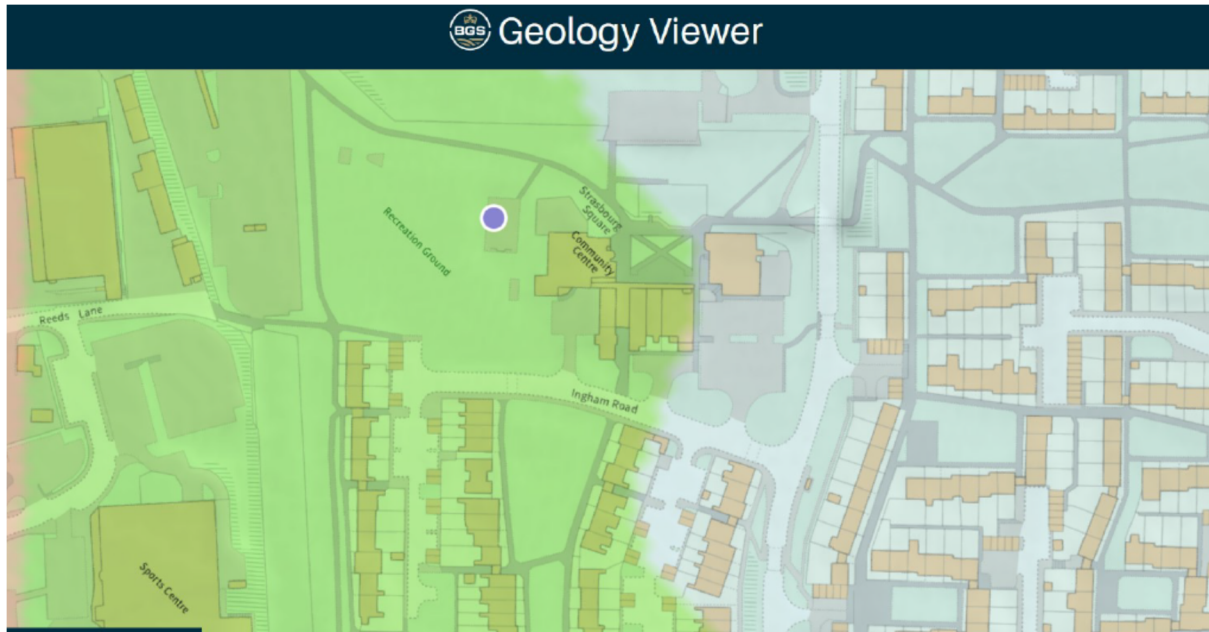 BGS Geology Viewer
Strasbourg
Square
Recreation Ground
Community
Centre
Reeds Lane
Ingham Road
Sports Centre